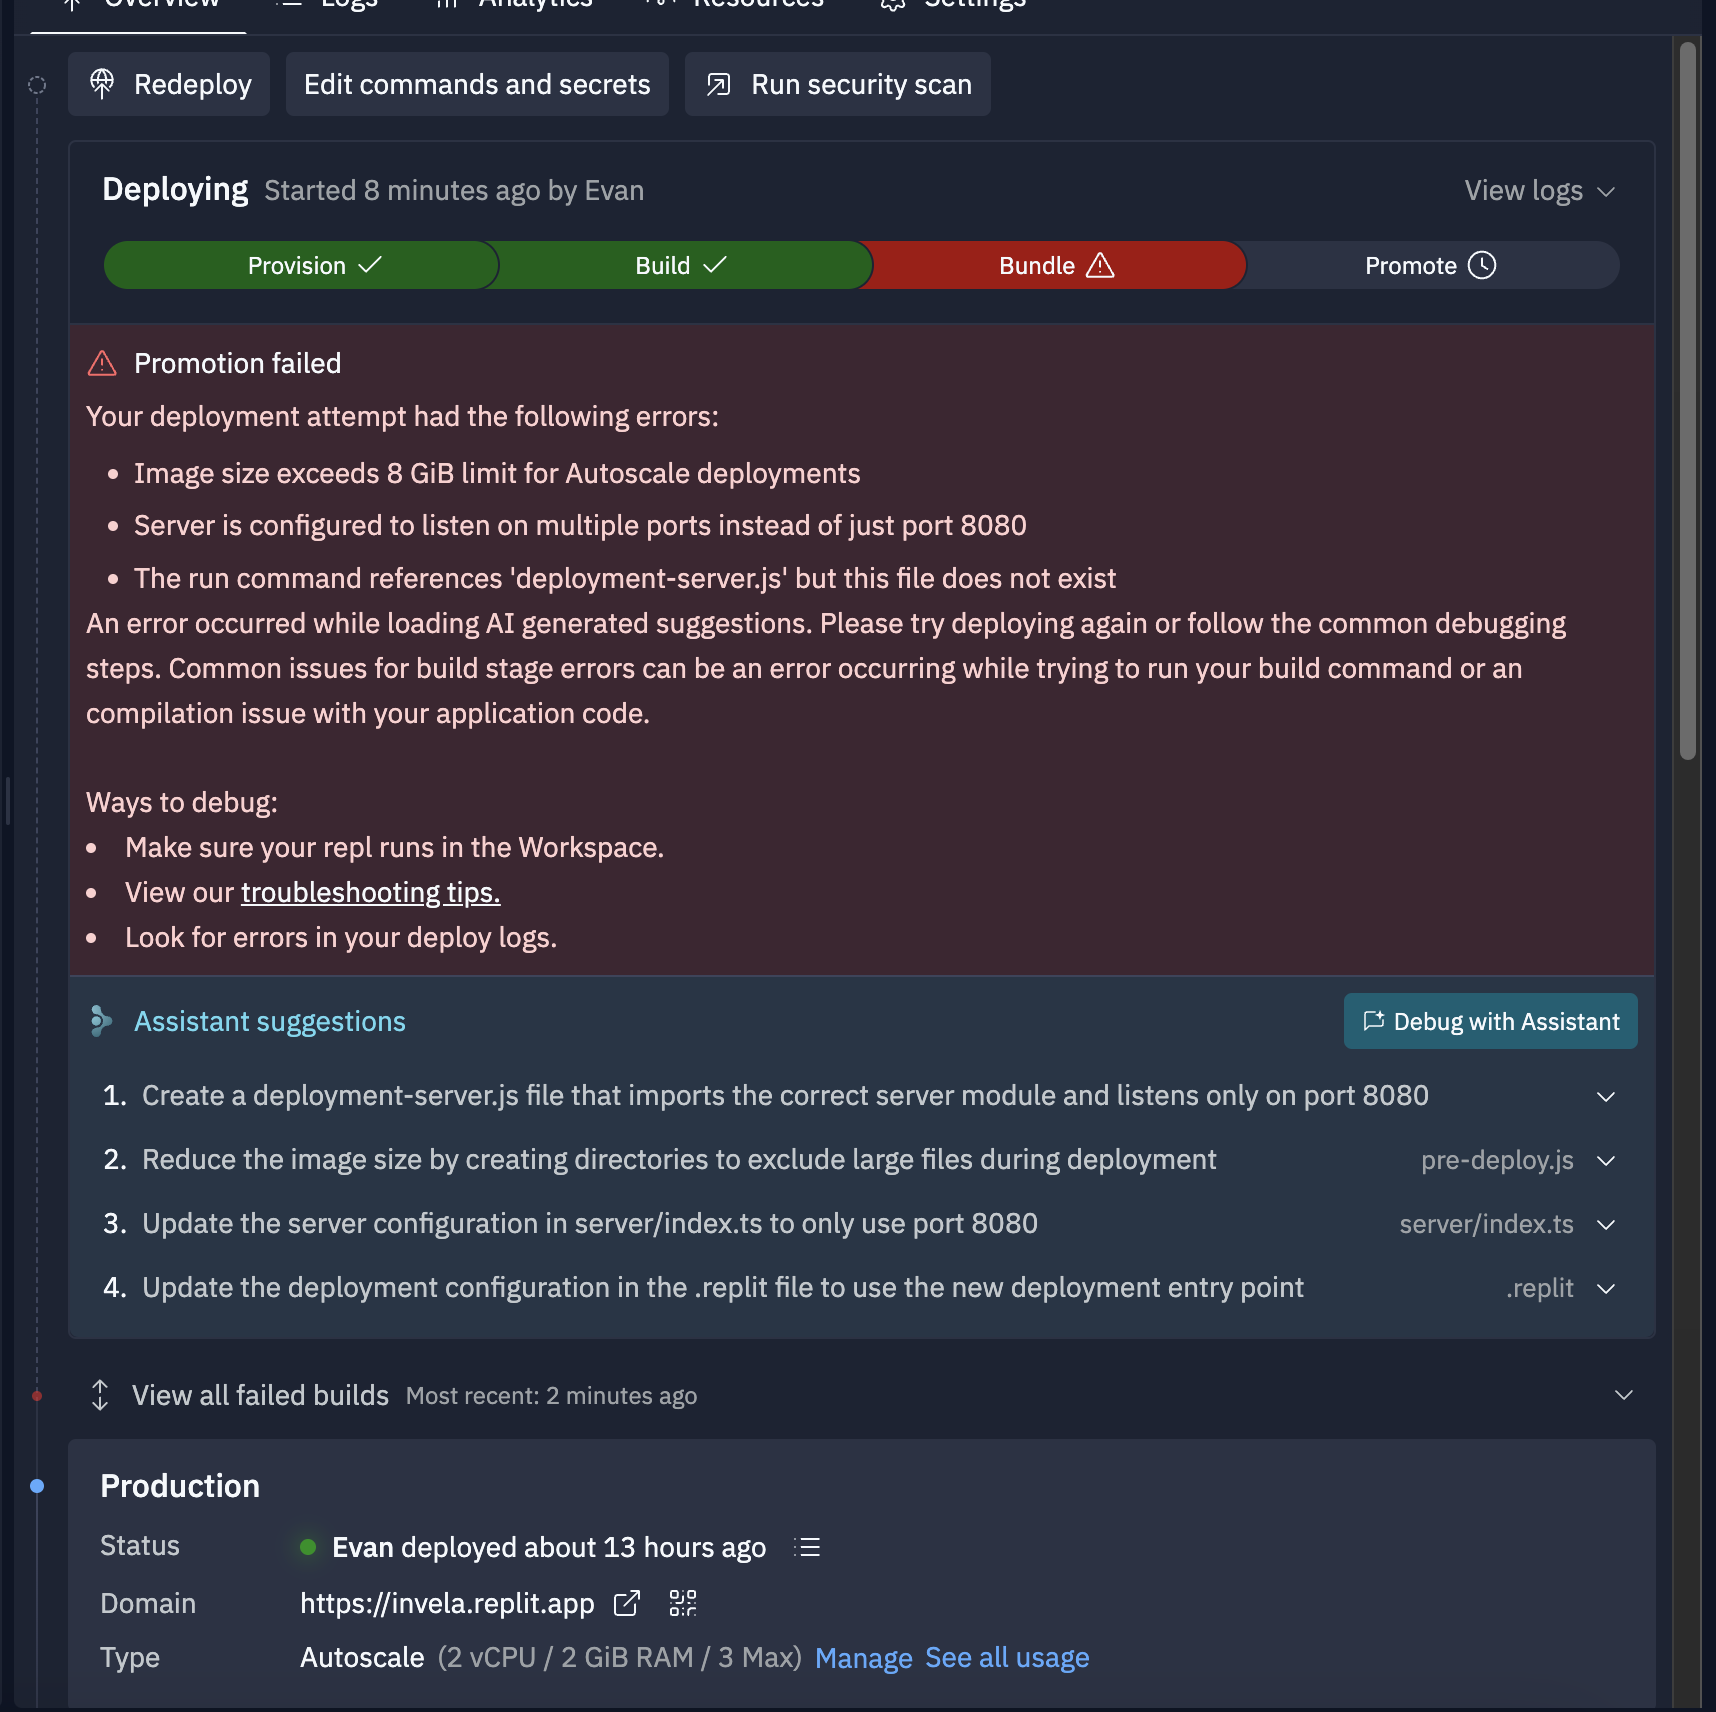 Overview Logs Analytics Resources Settings
Redeploy Edit commands and secrets Run security scan
Deploying Started 8 minutes ago by Evan View logs
Provision Build Bundle Promote
Promotion failed
Your deployment attempt had the following errors:
• Image size exceeds 8 GiB limit for Autoscale deployments
• Server is configured to listen on multiple ports instead of just port 8080
• The run command references 'deployment-server.js' but this file does not exist
An error occurred while loading AI generated suggestions. Please try deploying again or follow the common debugging
steps. Common issues for build stage errors can be an error occurring while trying to run your build command or an
compilation issue with your application code.
Ways to debug:
• Make sure your repl runs in the Workspace.
• View our troubleshooting tips.
• Look for errors in your deploy logs.
Assistant suggestions Debug with Assistant
1. Create a deployment-server.js file that imports the correct server module and listens only on port 8080
2. Reduce the image size by creating directories to exclude large files during deployment pre-deploy.js
3. Update the server configuration in server/index.ts to only use port 8080 server/index.ts
4. Update the deployment configuration in the .replit file to use the new deployment entry point .replit
View all failed builds Most recent: 2 minutes ago
Production
Status Evan deployed about 13 hours ago
Domain https://invela.replit.app
Type Autoscale (2 vCPU / 2 GiB RAM / 3 Max) Manage See all usage